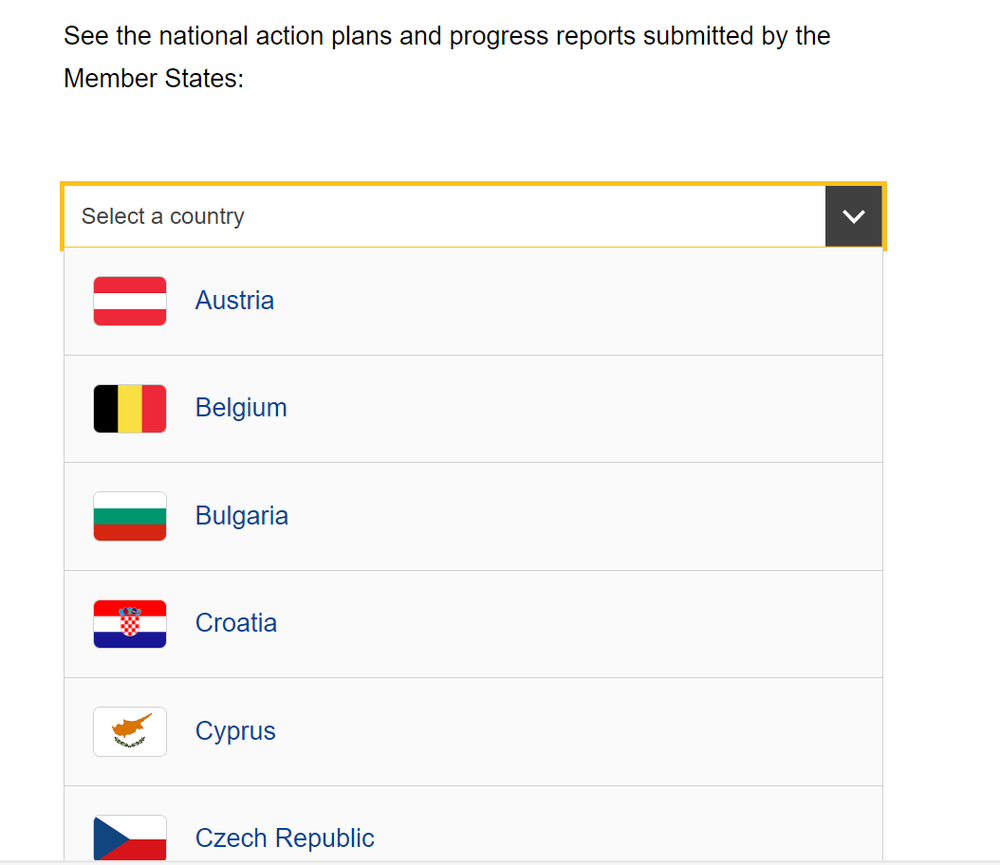 See the national action plans and progress reports submitted by the
Member States:
Select a country
Austria
Belgium
Bulgaria
Croatia
Cyprus
Czech Republic